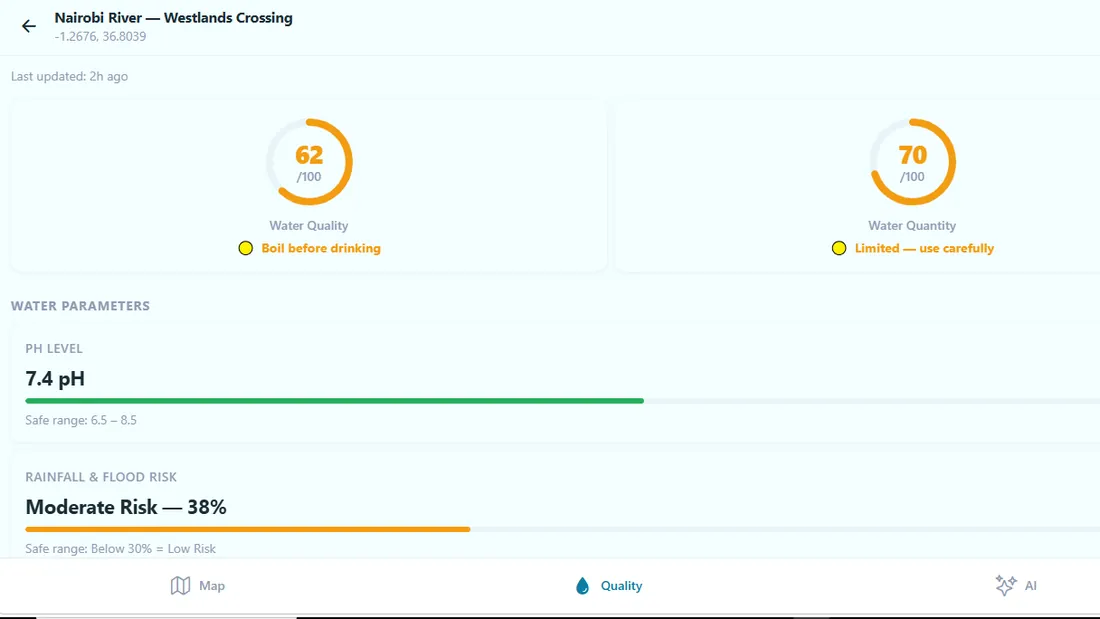 Nairobi River — Westlands Crossing
-1.2676, 36.8039
Last updated: 2h ago
62
/100
Water Quality
Boil before drinking
70
/100
Water Quantity
Limited — use carefully
WATER PARAMETERS
PH LEVEL
7.4 pH
Safe range: 6.5 – 8.5
RAINFALL & FLOOD RISK
Moderate Risk — 38%
Safe range: Below 30% = Low Risk
Map
Quality
AI